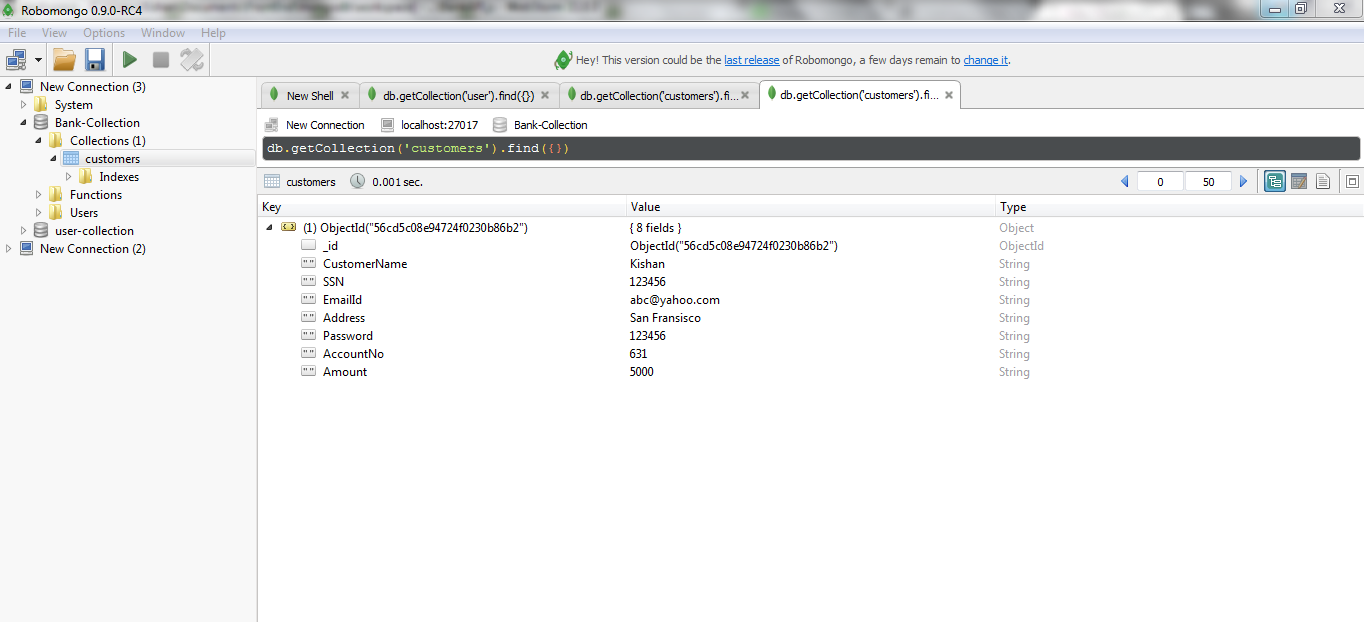 Robomongo 0.9.0-RC4
File View Options Window Help
Hey! This version could be the last release of Robomongo, a few days remain to change it.
New Connection (3)
System
Bank-Collection
Collections (1)
customers
Indexes
Functions
Users
user-collection
New Connection (2)
New Shell db.getCollection('user').find({}) db.getCollection('customers').fi... db.getCollection('customers').fi...
New Connection localhost:27017 Bank-Collection
db.getCollection('customers').find({})
customers 0.001 sec. 0 50
Key Value Type
(1) ObjectId("56cd5c08e94724f0230b86b2") { 8 fields } Object
_id ObjectId("56cd5c08e94724f0230b86b2") ObjectId
CustomerName Kishan String
SSN 123456 String
EmailId abc@yahoo.com String
Address San Fransisco String
Password 123456 String
AccountNo 631 String
Amount 5000 String